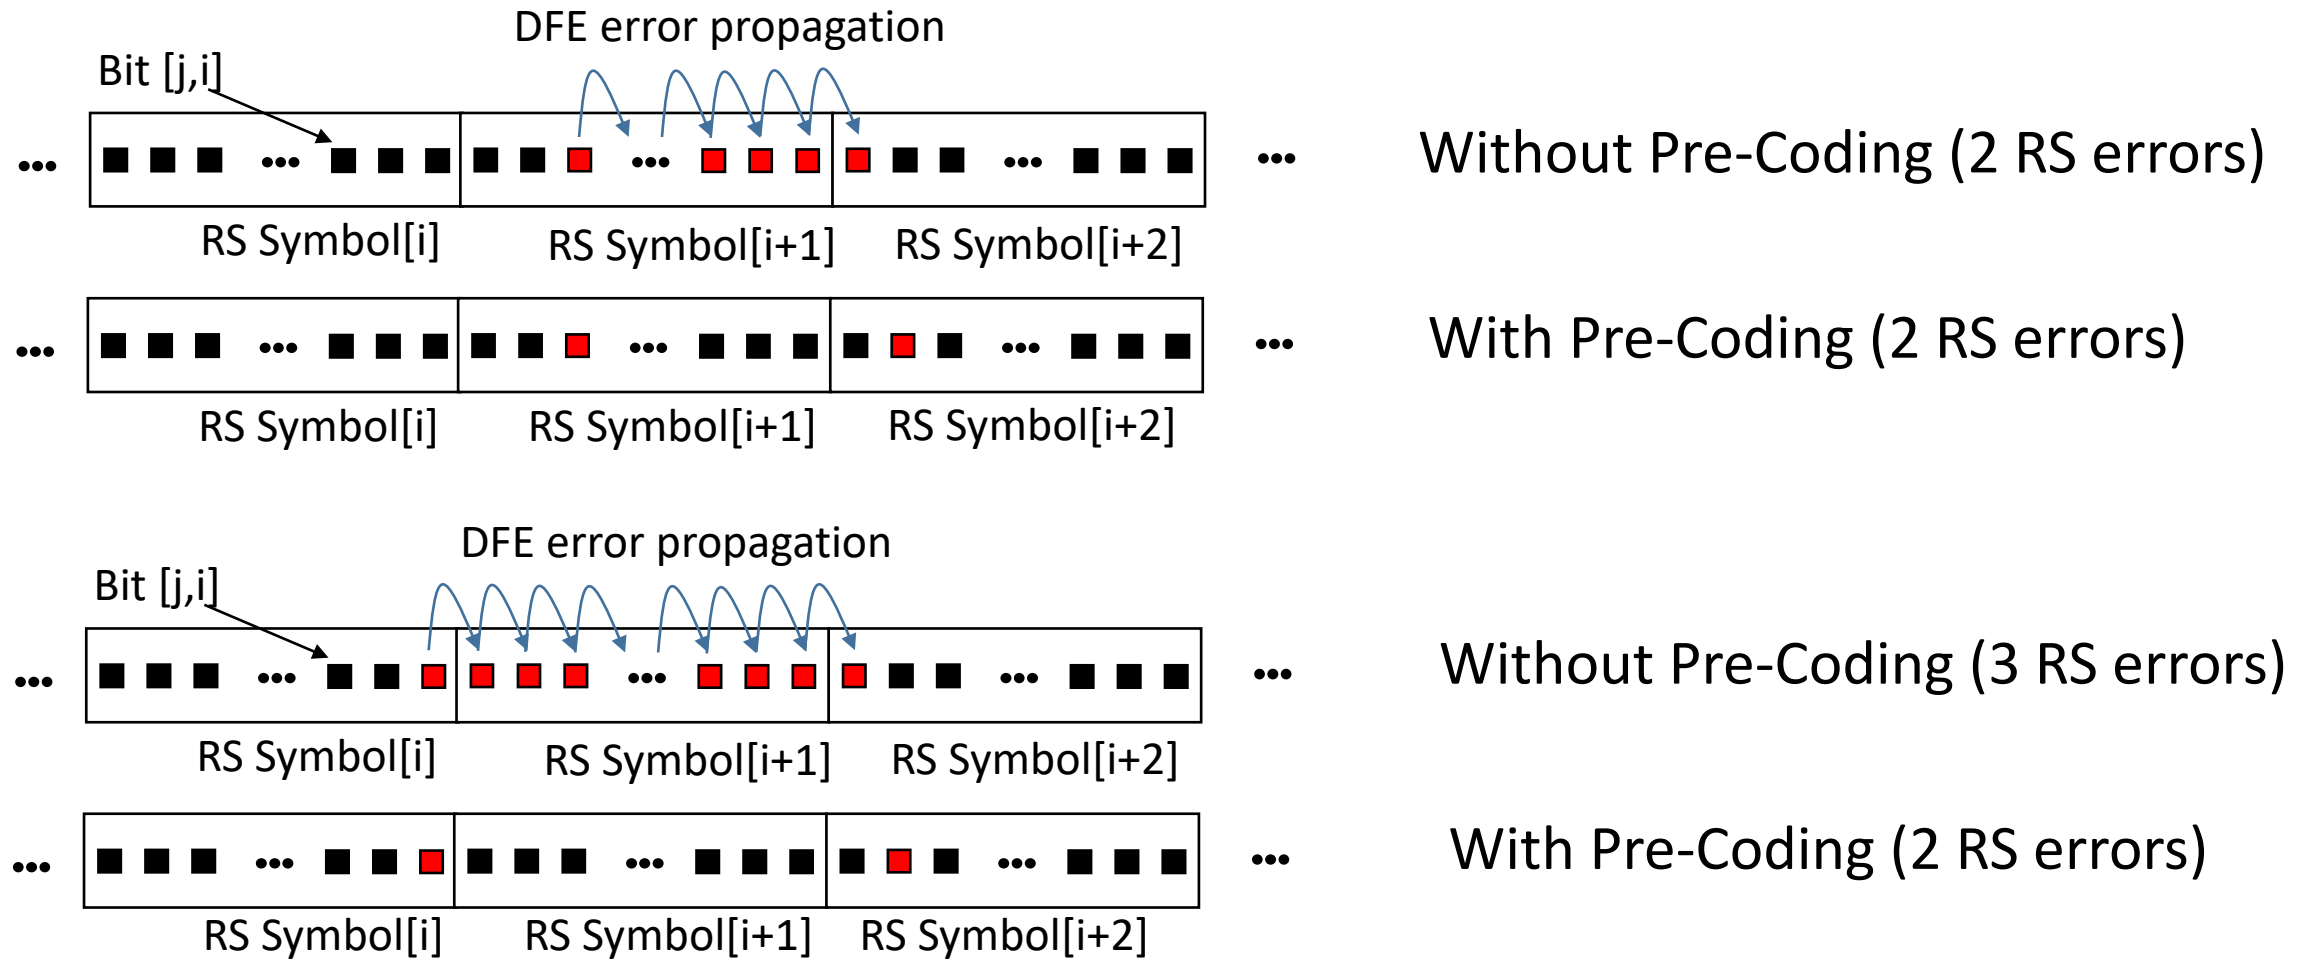 DFE error propagation
Bit [j,i]
... ... ... ... ... Without Pre-Coding (2 RS errors)
RS Symbol[i] RS Symbol[i+1] RS Symbol[i+2]
... ... ... ... ... With Pre-Coding (2 RS errors)
RS Symbol[i] RS Symbol[i+1] RS Symbol[i+2]
DFE error propagation
Bit [j,i]
... ... ... ... ... Without Pre-Coding (3 RS errors)
RS Symbol[i] RS Symbol[i+1] RS Symbol[i+2]
... ... ... ... ... With Pre-Coding (2 RS errors)
RS Symbol[i] RS Symbol[i+1] RS Symbol[i+2]